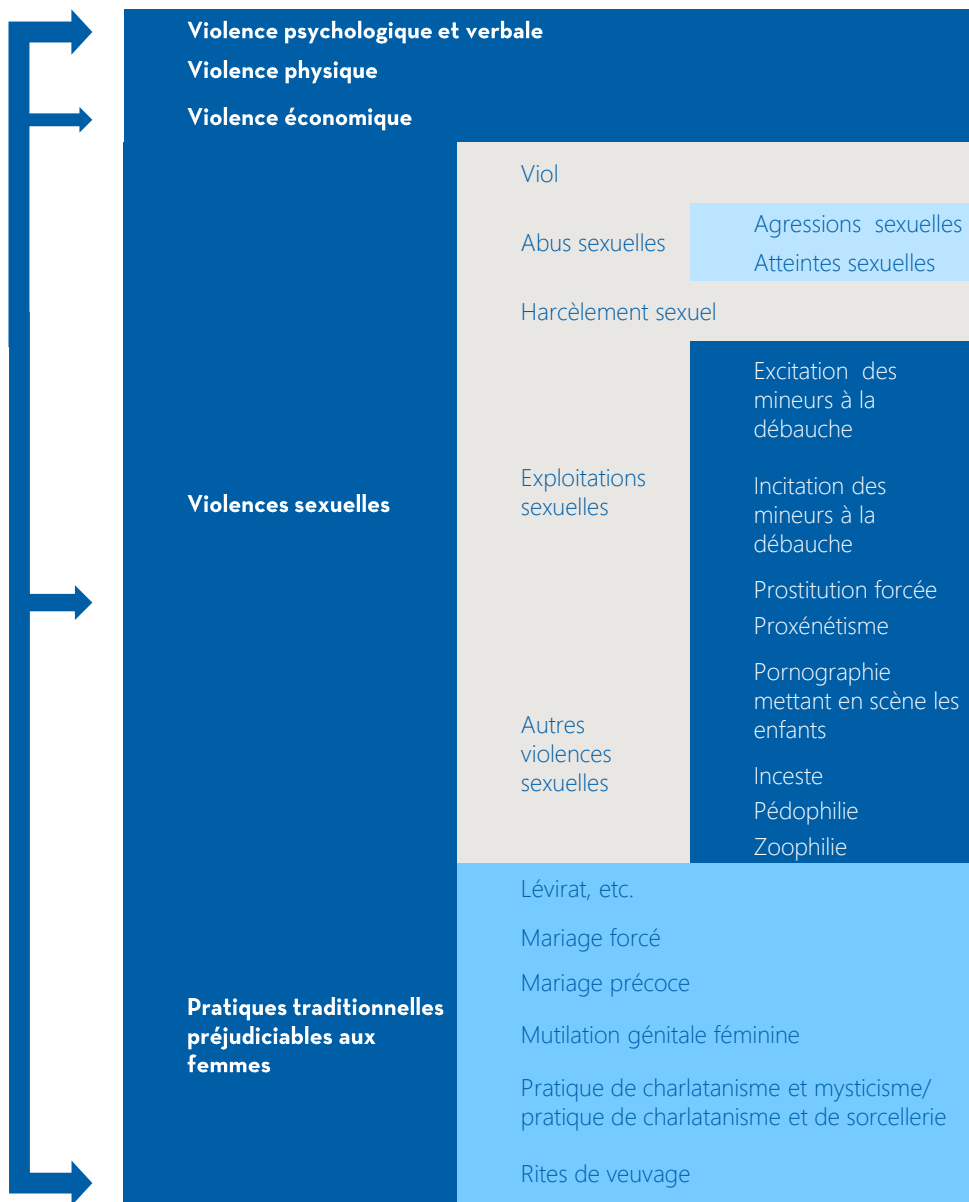 Violence psychologique et verbale
Violence physique
Violence économique
Violences sexuelles
Viol
Abus sexuelles
Agressions sexuelles
Atteintes sexuelles
Harcèlement sexuel
Exploitations
sexuelles
Excitation des
mineurs à la
débauche
Incitation des
mineurs à la
débauche
Prostitution forcée
Proxénétisme
Pornographie
mettant en scène les
enfants
Autres
violences
sexuelles
Inceste
Pédophilie
Zoophilie
Pratiques traditionnelles
préjudiciables aux
femmes
Lévirat, etc.
Mariage forcé
Mariage précoce
Mutilation génitale féminine
Pratique de charlatanisme et mysticisme/
pratique de charlatanisme et de sorcellerie
Rites de veuvage